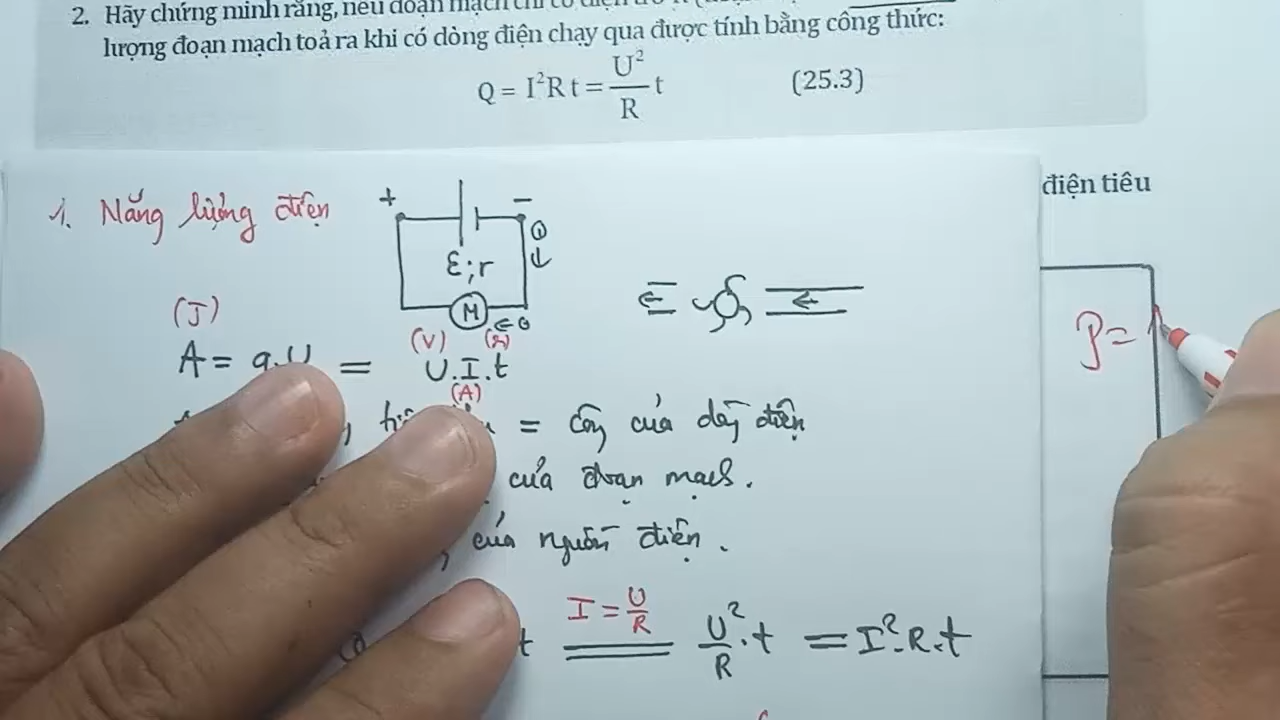 2. Hãy chứng minh rằng, nếu đoạn mạch chỉ có điện trở R
lượng đoạn mạch toả ra khi có dòng điện chạy qua được tính bằng công thức:
Q = I²R t = U²/R t (25.3)
điện tiêu
1. Năng lượng điện
+ −
ℰ; r
M
(J) (V) (s)
A = q.U = U.I.t
(A)
= công của dòng điện
của đoạn mạch.
của nguồn điện.
I = U/R
t = U²/R . t = I².R.t
P =